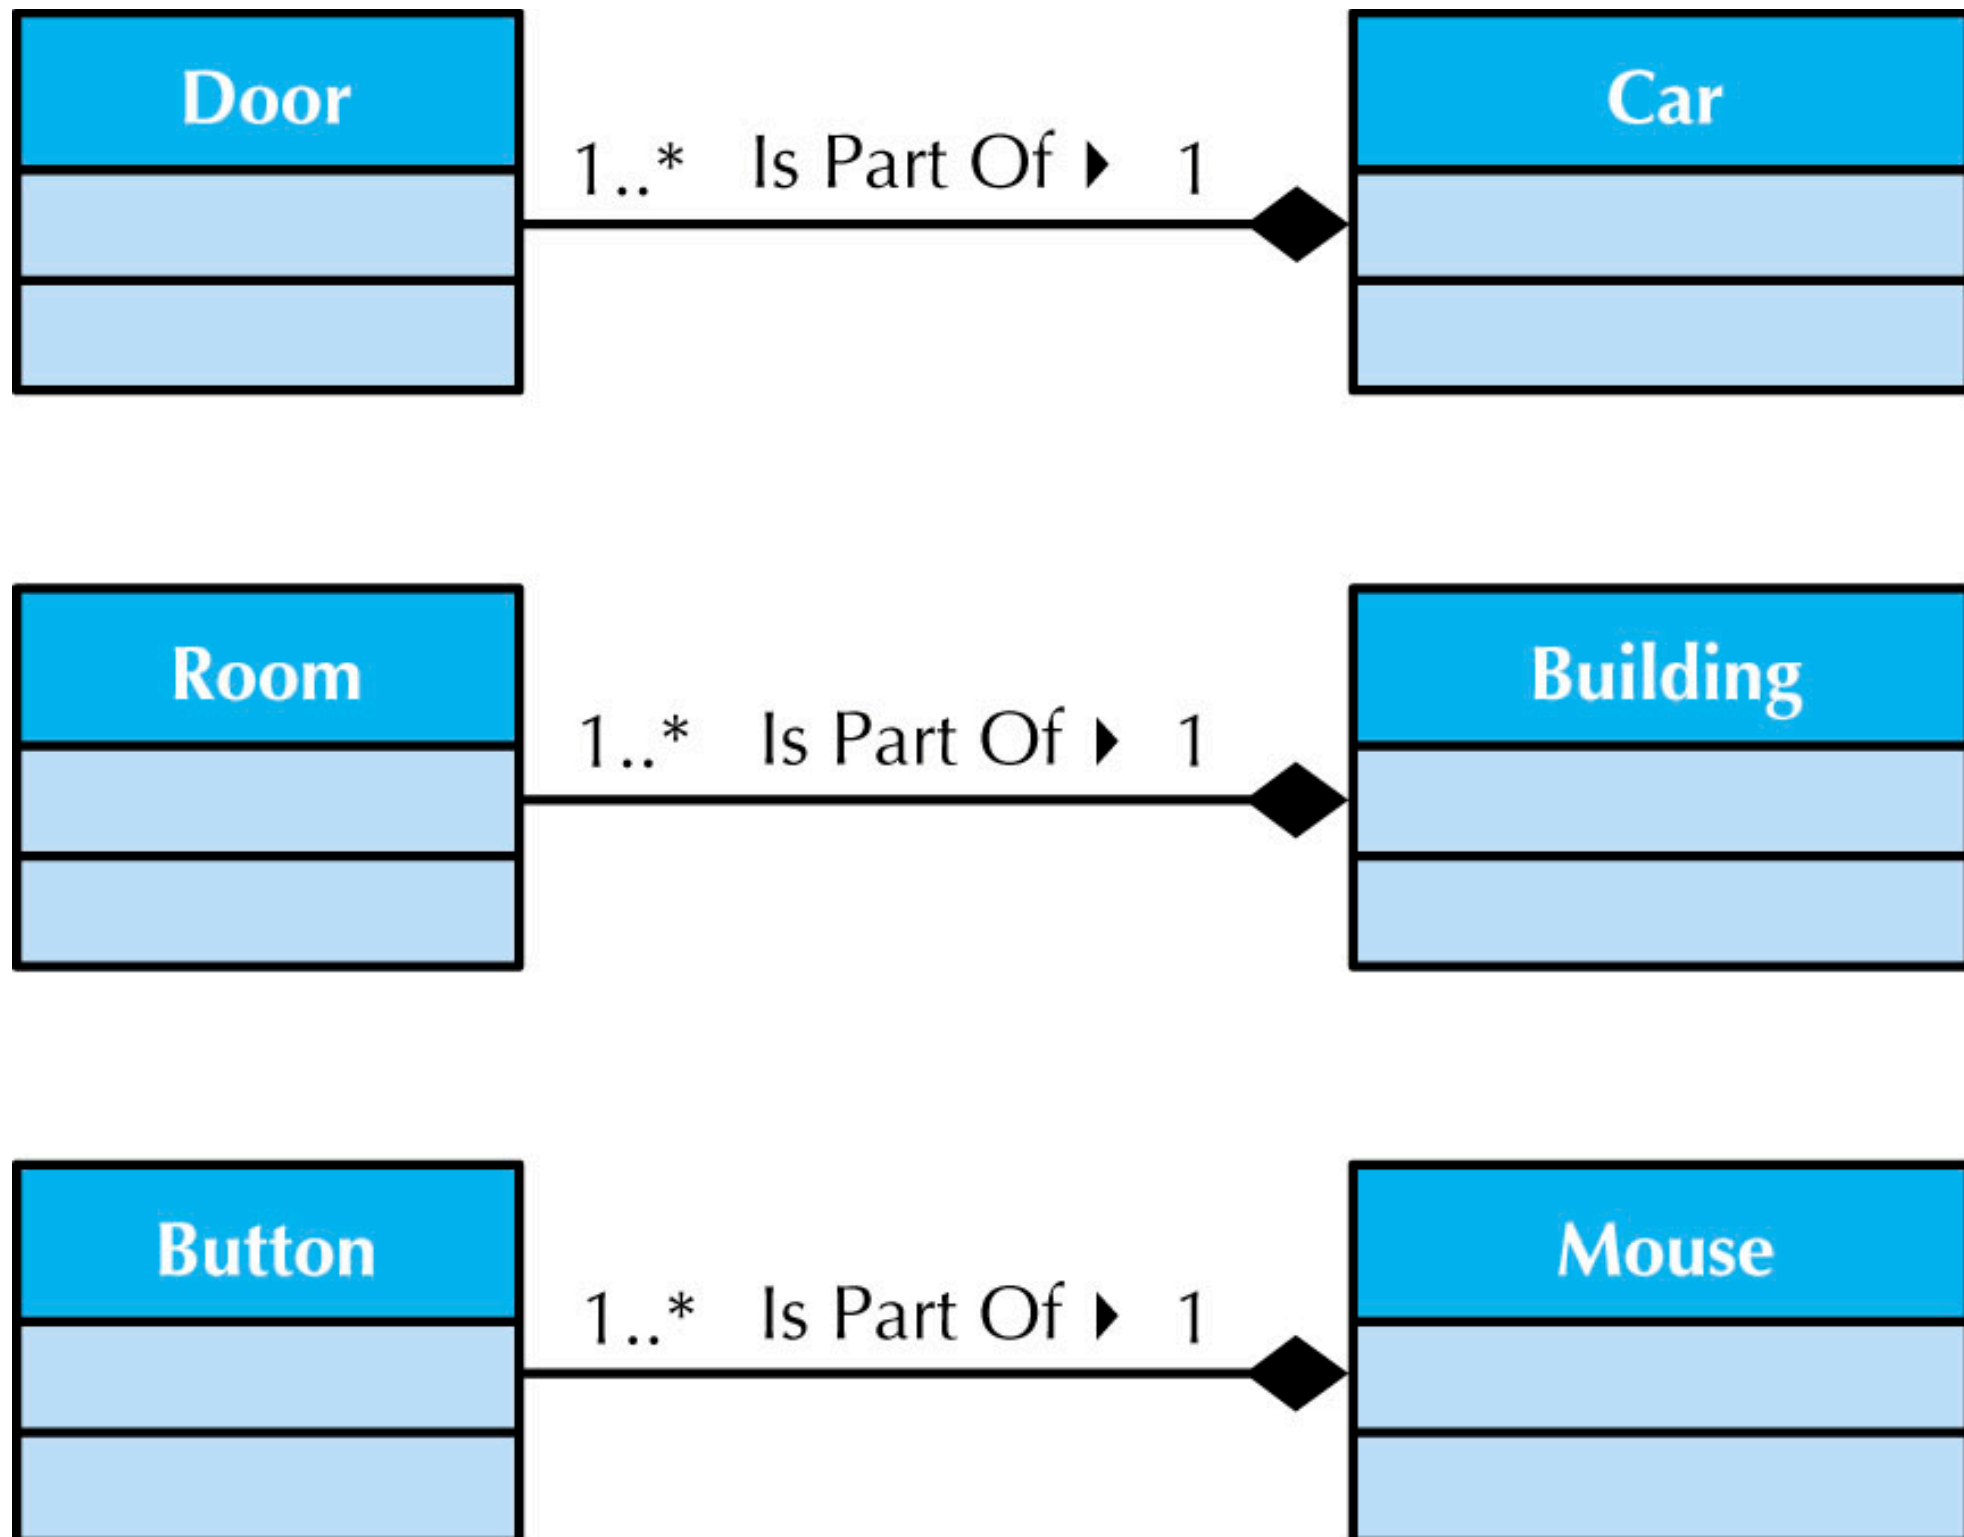 Door
Car
1..* Is Part Of 1
Room
Building
1..* Is Part Of 1
Button
Mouse
1..* Is Part Of 1